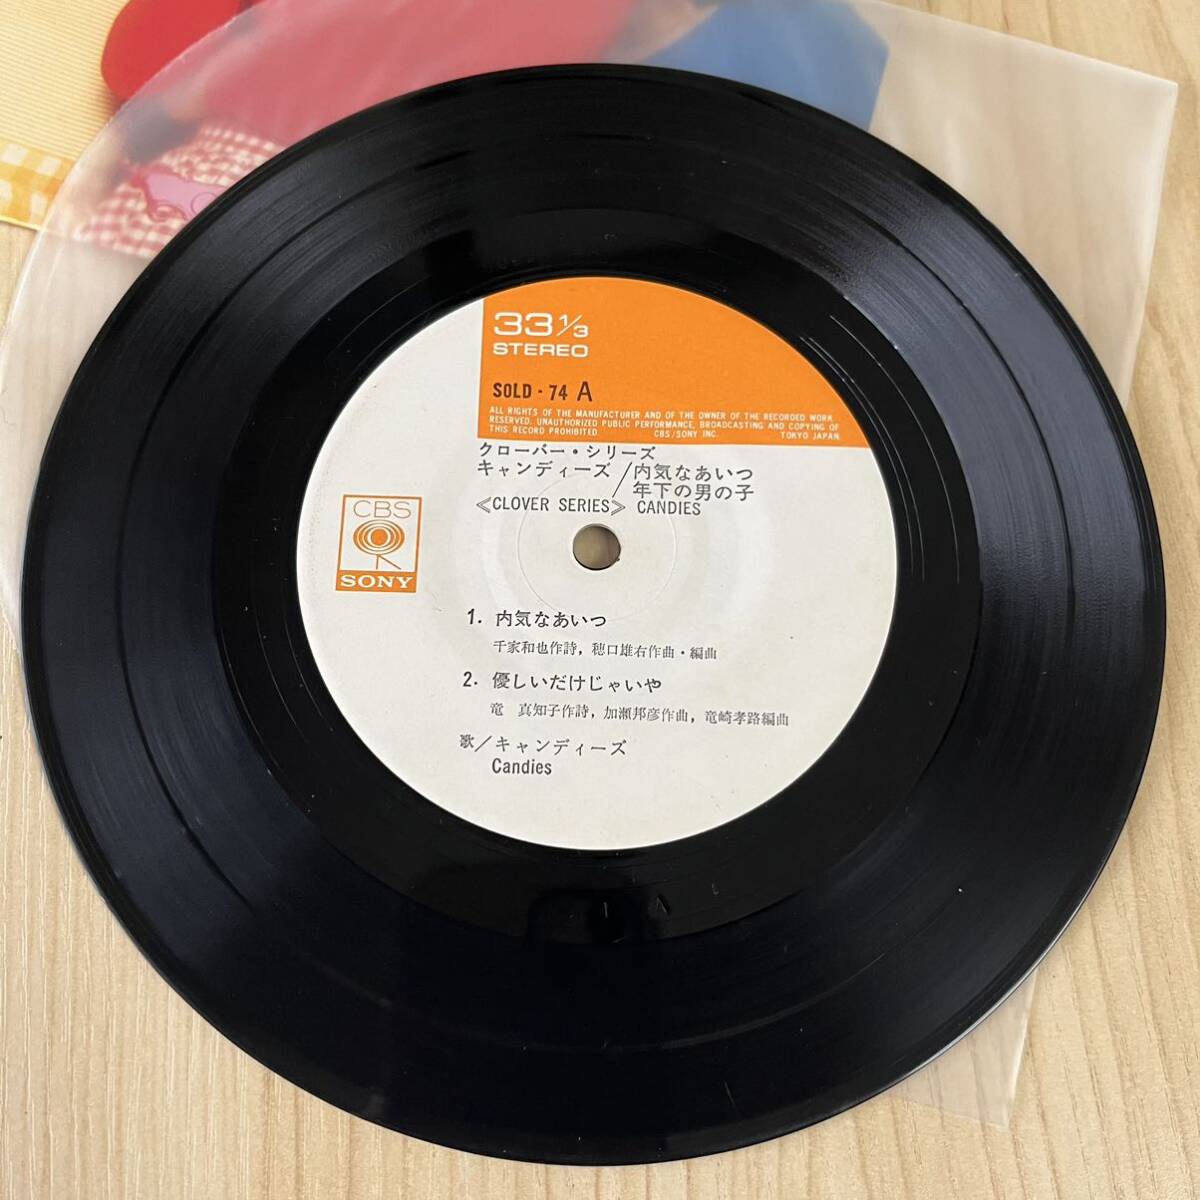 33 1/3
STEREO
SOLD - 74 A
ALL RIGHTS OF THE MANUFACTURER AND OF THE OWNER OF THE RECORDED WORK
RESERVED. UNAUTHORIZED PUBLIC PERFORMANCE, BROADCASTING AND COPYING OF
THIS RECORD PROHIBITED. CBS/SONY INC. TOKYO JAPAN
クローバー・シリーズ
キャンディーズ/内気なあいつ
年下の男の子
≪CLOVER SERIES≫ CANDIES
CBS
SONY
1. 内気なあいつ
千家和也作詩, 穂口雄右作曲・編曲
2. 優しいだけじゃいや
竜 真知子作詩, 加瀬邦彦作曲, 竜崎孝路編曲
歌/キャンディーズ
Candies